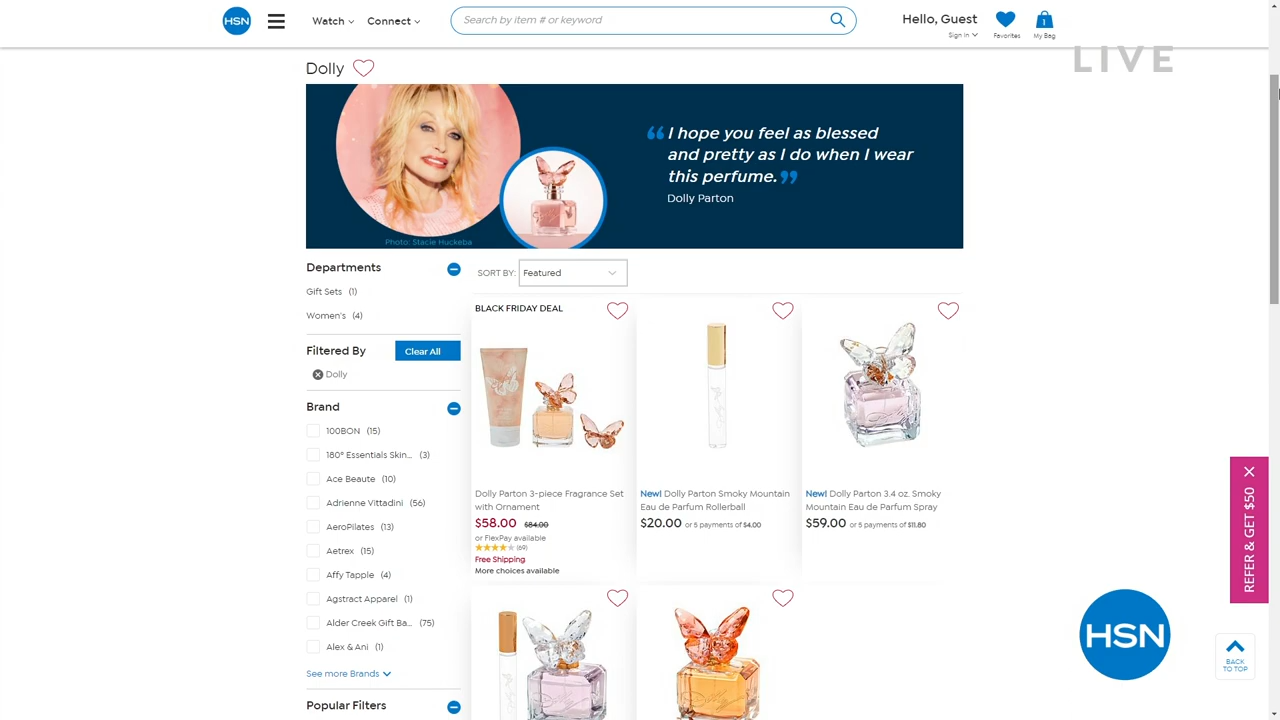 HSN
Watch
Connect
Search by item # or keyword
Hello, Guest
Sign In
Favorites
1
My Bag
LIVE
Dolly
“ I hope you feel as blessed
and pretty as I do when I wear
this perfume. ”
Dolly Parton
Photo: Stacie Huckeba
Departments
Gift Sets (1)
Women's (4)
Filtered By
Clear All
Dolly
Brand
100BON (15)
180° Essentials Skin... (3)
Ace Beaute (10)
Adrienne Vittadini (56)
AeroPilates (13)
Aetrex (15)
Affy Tapple (4)
Agstract Apparel (1)
Alder Creek Gift Ba... (75)
Alex & Ani (1)
See more Brands
Popular Filters
SORT BY: Featured
BLACK FRIDAY DEAL
Dolly Parton 3-piece Fragrance Set
with Ornament
$58.00 $84.00
or FlexPay available
(69)
Free Shipping
More choices available
New! Dolly Parton Smoky Mountain
Eau de Parfum Rollerball
$20.00 or 5 payments of $4.00
New! Dolly Parton 3.4 oz. Smoky
Mountain Eau de Parfum Spray
$59.00 or 5 payments of $11.80
REFER & GET $50
HSN
BACK
TO TOP